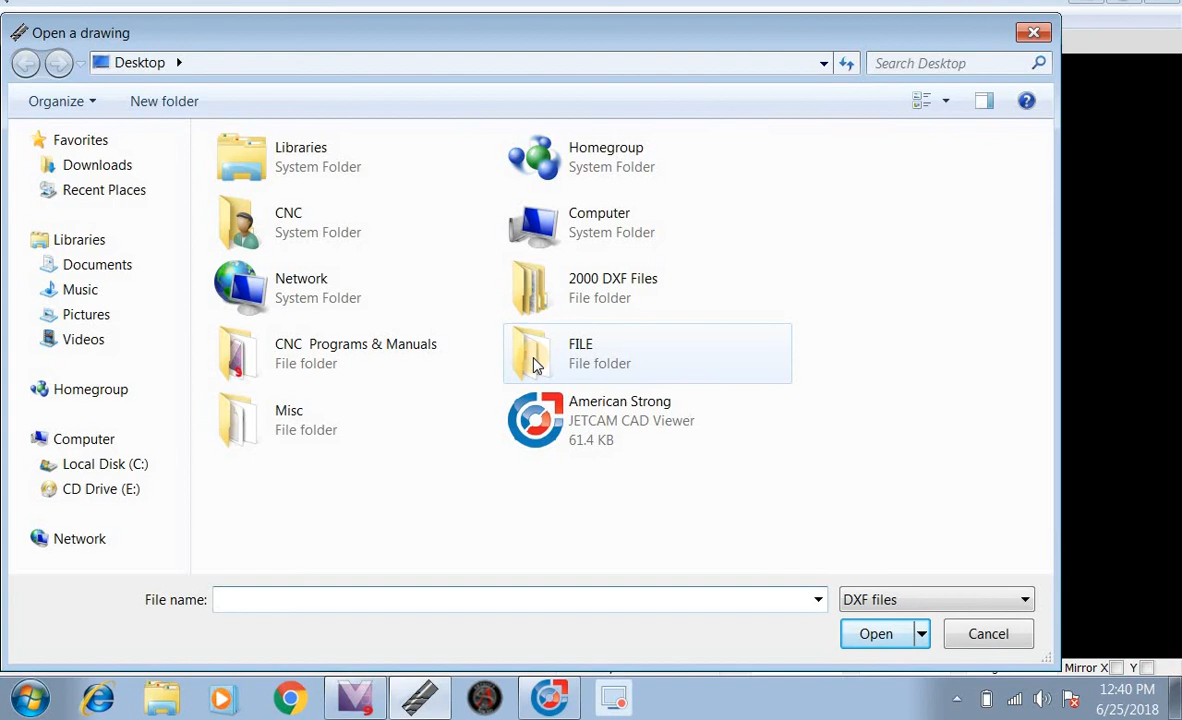 Open a drawing
Desktop
Search Desktop
Organize
New folder
Favorites
Downloads
Recent Places
Libraries
Documents
Music
Pictures
Videos
Homegroup
Computer
Local Disk (C:)
CD Drive (E:)
Network
Libraries
System Folder
Homegroup
System Folder
CNC
System Folder
Computer
System Folder
Network
System Folder
2000 DXF Files
File folder
CNC Programs & Manuals
File folder
FILE
File folder
Misc
File folder
American Strong
JETCAM CAD Viewer
61.4 KB
File name:
DXF files
Open
Cancel
Mirror X Y
12:40 PM
6/25/2018